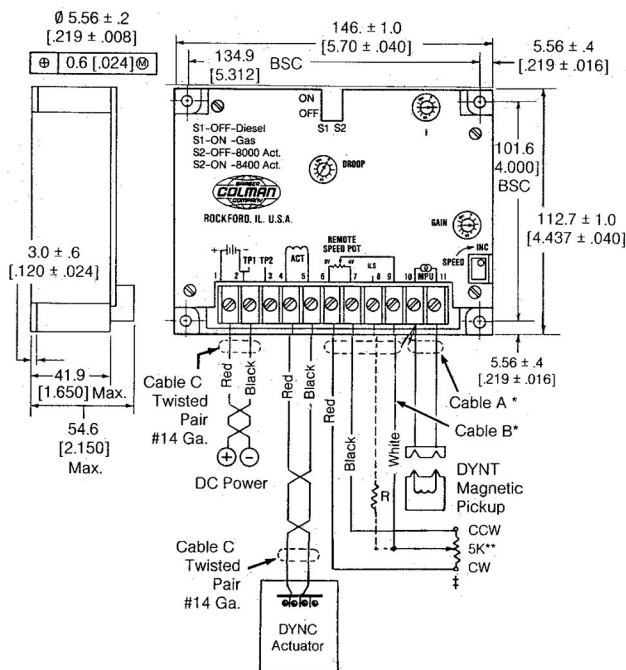 Ø 5.56 ± .2
[.219 ± .008]
⊕ 0.6 [.024] Ⓜ
146. ± 1.0
[5.70 ± .040]
134.9
[5.312]
BSC
5.56 ± .4
[.219 ± .016]
ON
OFF
S1 S2
S1-OFF-Diesel
S1-ON -Gas
S2-OFF-8000 Act.
S2-ON -8400 Act.
I
DROOP
BARBER
COLMAN
COMPANY
ROCKFORD, IL. U.S.A.
GAIN
INC
SPEED
101.6
4.000]
BSC
112.7 ± 1.0
[4.437 ± .040]
3.0 ± .6
[.120 ± .024]
41.9
[1.650] Max.
54.6
[2.150]
Max.
REMOTE
SPEED POT
+ -
TP1 TP2
ACT
ILS
MPU
1 2 3 4 5 6 7 8 9 10 11
5.56 ± .4
[.219 ± .016]
Cable C
Twisted
Pair
#14 Ga.
Red
Black
Red
Black
Red
Black
White
R
+ −
DC Power
Cable A *
Cable B*
DYNT
Magnetic
Pickup
CCW
5K**
CW
‡
Cable C
Twisted
Pair
#14 Ga.
DYNC
Actuator